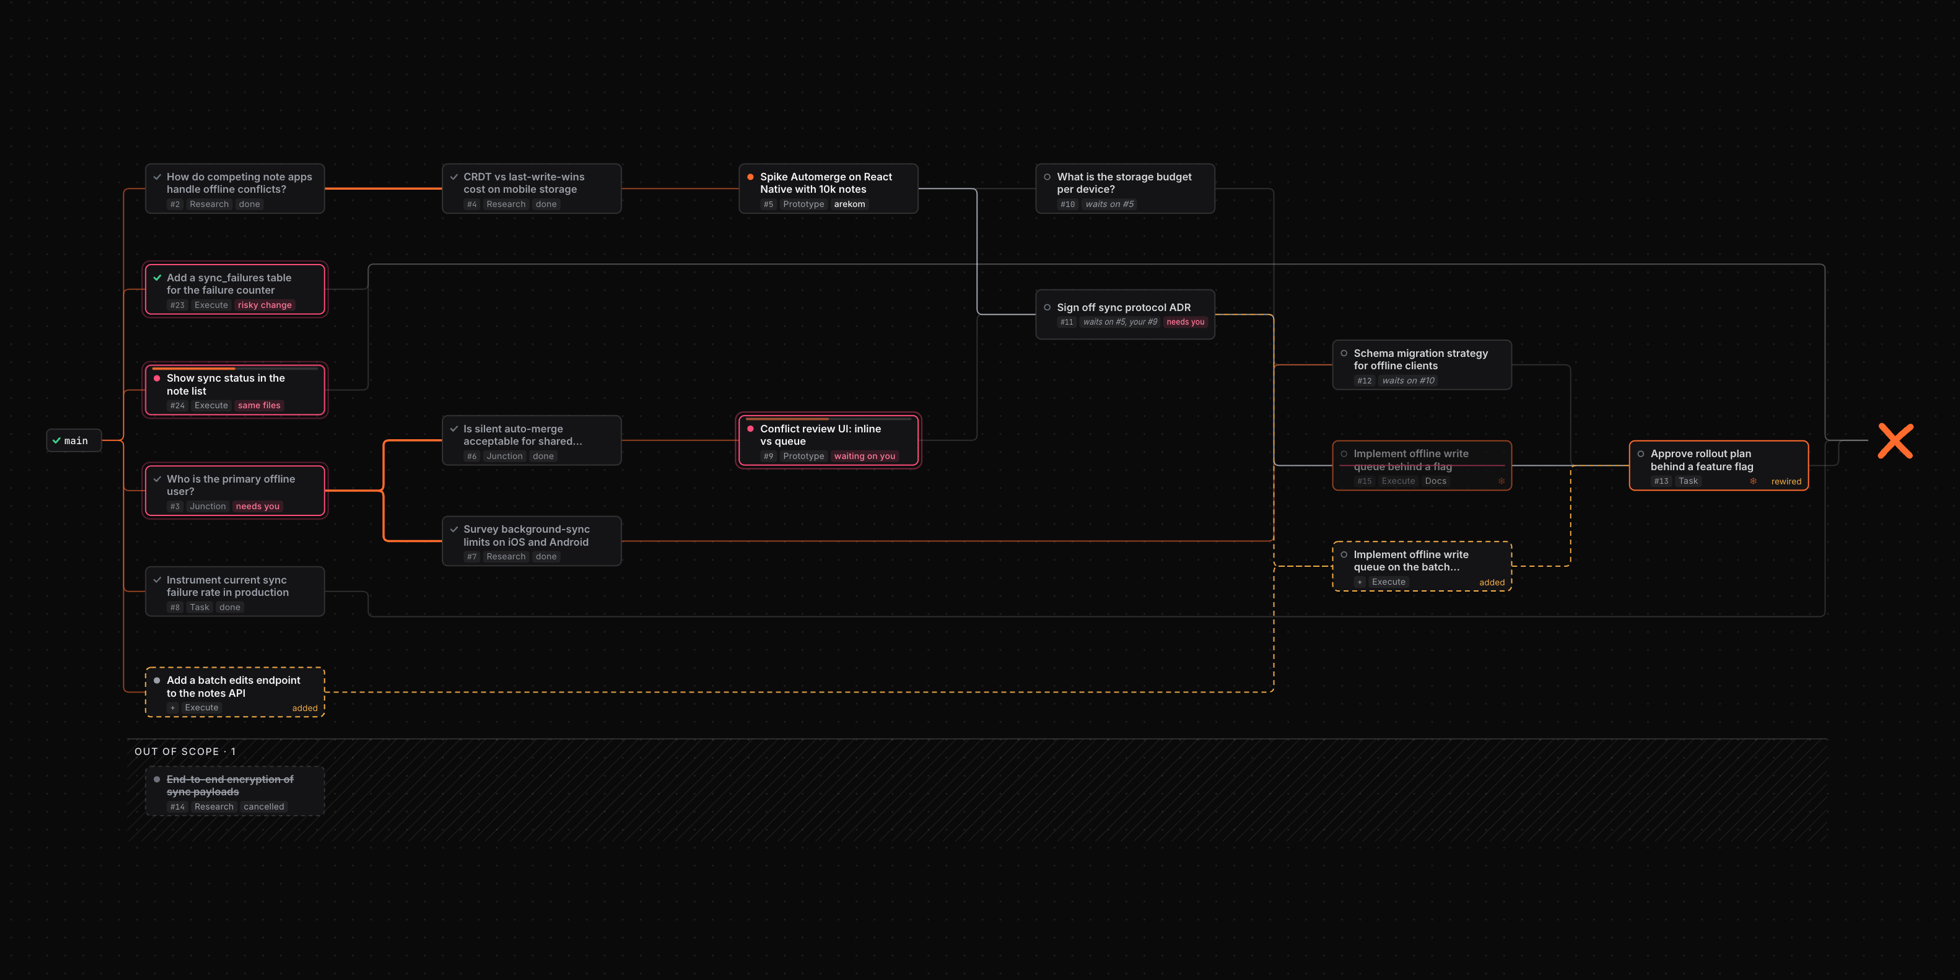 How do competing note apps
handle offline conflicts?
#2 Research done
CRDT vs last-write-wins
cost on mobile storage
#4 Research done
Spike Automerge on React
Native with 10k notes
#5 Prototype arekom
What is the storage budget
per device?
#10 waits on #5
Add a sync_failures table
for the failure counter
#23 Execute risky change
Sign off sync protocol ADR
#11 waits on #5, your #9 needs you
Schema migration strategy
for offline clients
#12 waits on #10
Show sync status in the
note list
#24 Execute same files
main
Is silent auto-merge
acceptable for shared...
#6 Junction done
Conflict review UI: inline
vs queue
#9 Prototype waiting on you
Implement offline write
queue behind a flag
#15 Execute Docs
Approve rollout plan
behind a feature flag
#13 Task rewired
Who is the primary offline
user?
#3 Junction needs you
Survey background-sync
limits on iOS and Android
#7 Research done
Implement offline write
queue on the batch...
+ Execute added
Instrument current sync
failure rate in production
#8 Task done
Add a batch edits endpoint
to the notes API
+ Execute added
OUT OF SCOPE · 1
End-to-end encryption of
sync payloads
#14 Research cancelled